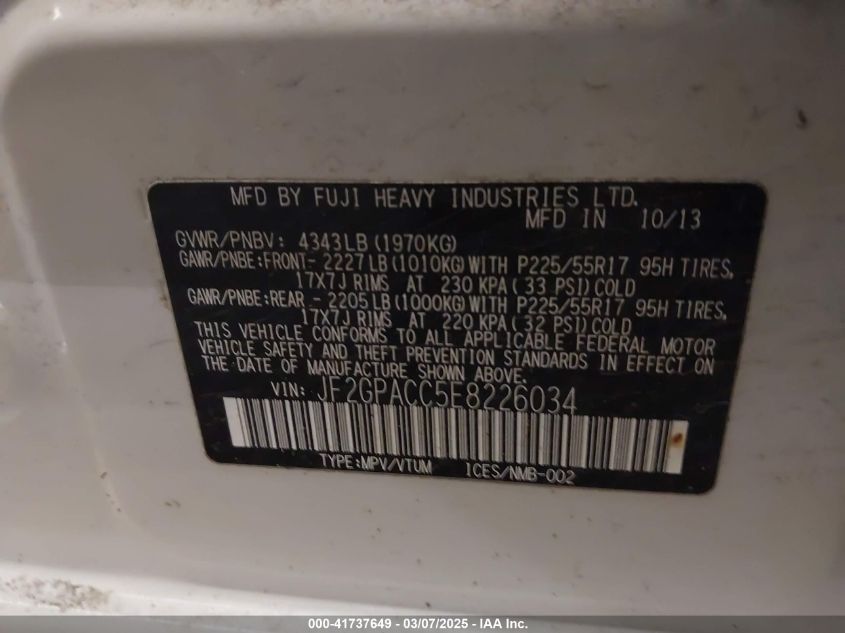 MFD BY FUJI HEAVY INDUSTRIES LTD.
MFD IN 10/13
GVWR/PNBV: 4343LB(1970KG)
GAWR/PNBE:FRONT- 2227LB(1010KG)WITH P225/55R17 95H TIRES,
17X7J RIMS AT 230 KPA(33 PSI)COLD
GAWR/PNBE:REAR - 2205LB(1000KG)WITH P225/55R17 95H TIRES,
17X7J RIMS AT 220 KPA(32 PSI)COLD
THIS VEHICLE CONFORMS TO ALL APPLICABLE FEDERAL MOTOR
VEHICLE SAFETY AND THEFT PREVENTION STANDARDS IN EFFECT ON
THE DATE OF MANUFACTURE SHOWN ABOVE.
VIN: JF2GPACC5E8226034
TYPE:MPV/VTUM ICES/NMB-002
000-41737649 - 03/07/2025 - IAA Inc.